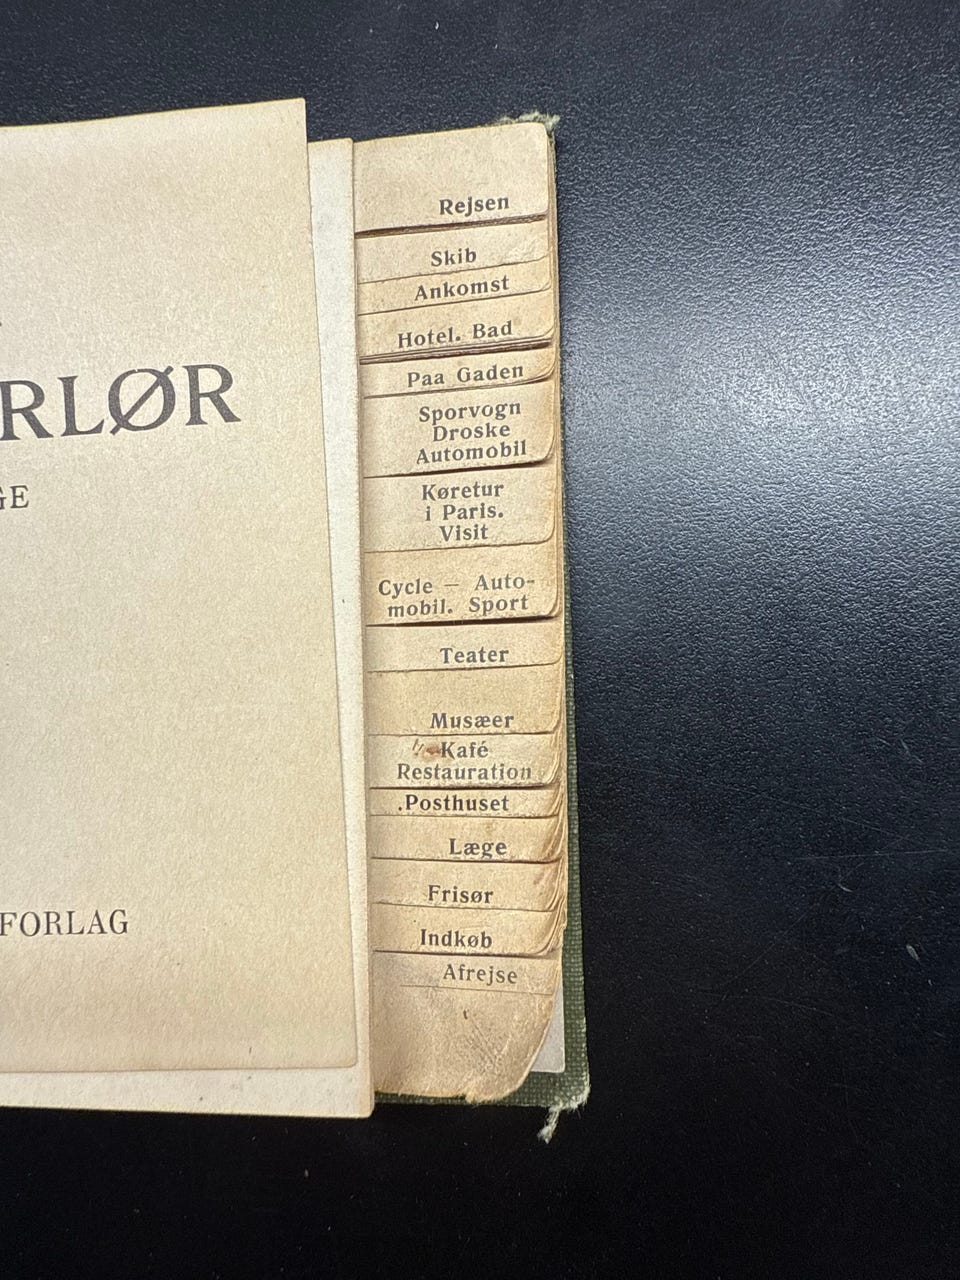 RLØR
GE
FORLAG
Rejsen
Skib
Ankomst
Hotel. Bad
Paa Gaden
Sporvogn
Droske
Automobil
Køretur
i Paris.
Visit
Cycle — Auto-
mobil. Sport
Teater
Musæer
Kafé
Restauration
.Posthuset
Læge
Frisør
Indkøb
Afrejse